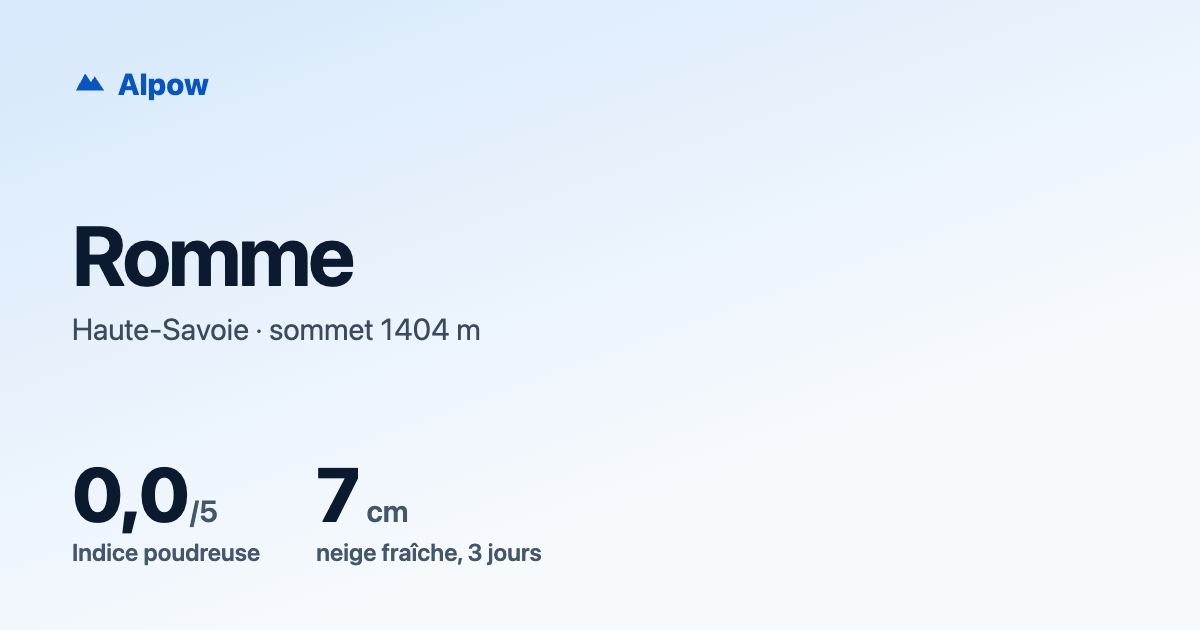 Alpow
Romme
Haute-Savoie · sommet 1404 m
0,0/5
Indice poudreuse
7 cm
neige fraîche, 3 jours